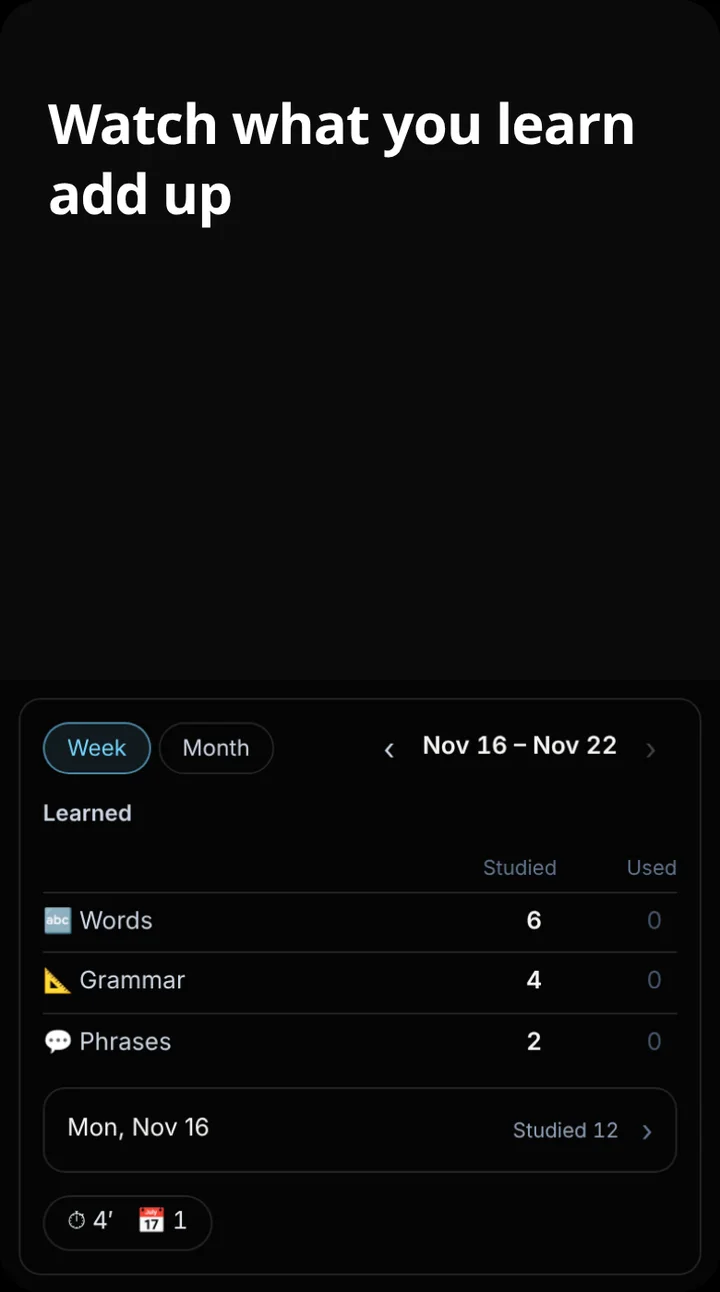 Watch what you learn
add up
Week Month ‹ Nov 16 – Nov 22 ›
Learned
Studied Used
🔤 Words 6 0
📐 Grammar 4 0
💬 Phrases 2 0
Mon, Nov 16 Studied 12 ›
⏱ 4′ 📅 1